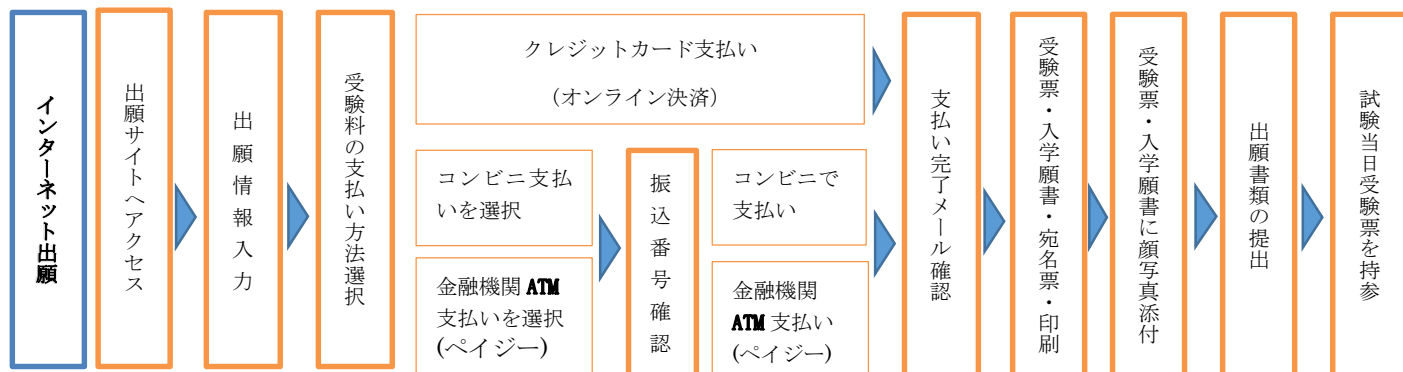 インターネット出願
出願サイトへアクセス
出願情報入力
受験料の支払い方法選択
クレジットカード支払い
（オンライン決済）
コンビニ支払
いを選択
金融機関 ATM
支払いを選択
(ペイジー)
振込番号確認
コンビニで
支払い
金融機関
ATM 支払い
(ペイジー)
支払い完了メール確認
受験票・入学願書・宛名票・印刷
受験票・入学願書に顔写真添付
出願書類の提出
試験当日受験票を持参